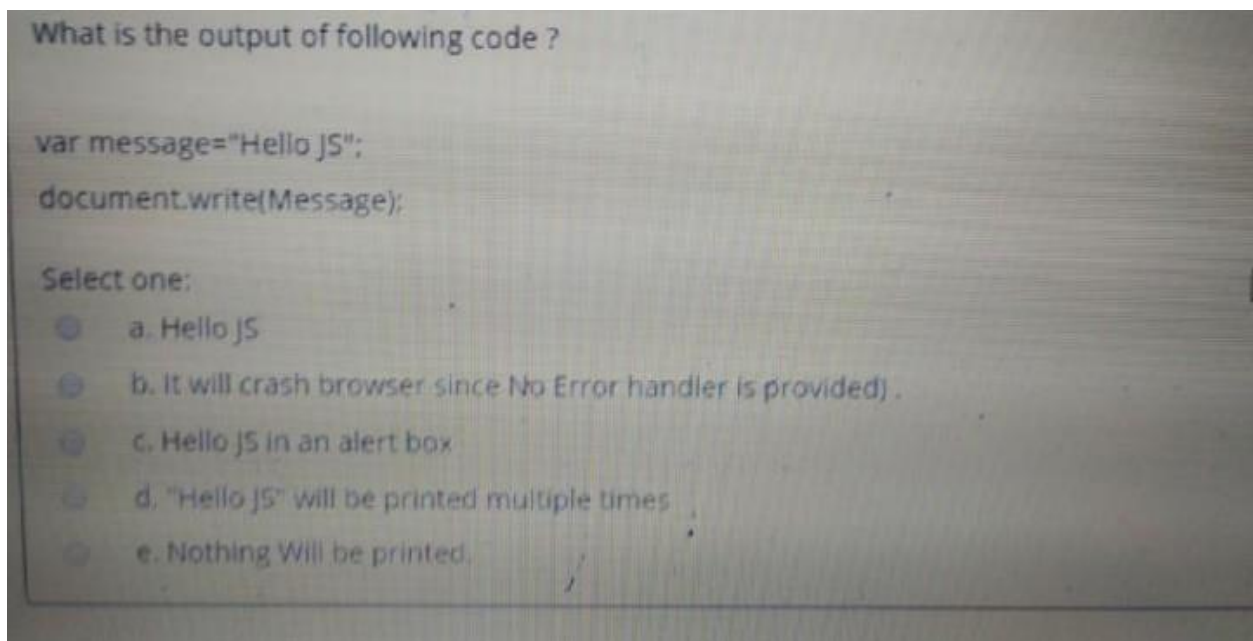 What is the output of following code ?
var message="Hello JS";
document.write(Message);
Select one:
a. Hello JS
b. It will crash browser since No Error handler is provided) .
c. Hello JS in an alert box
d. "Hello JS" will be printed multiple times
e. Nothing Will be printed.